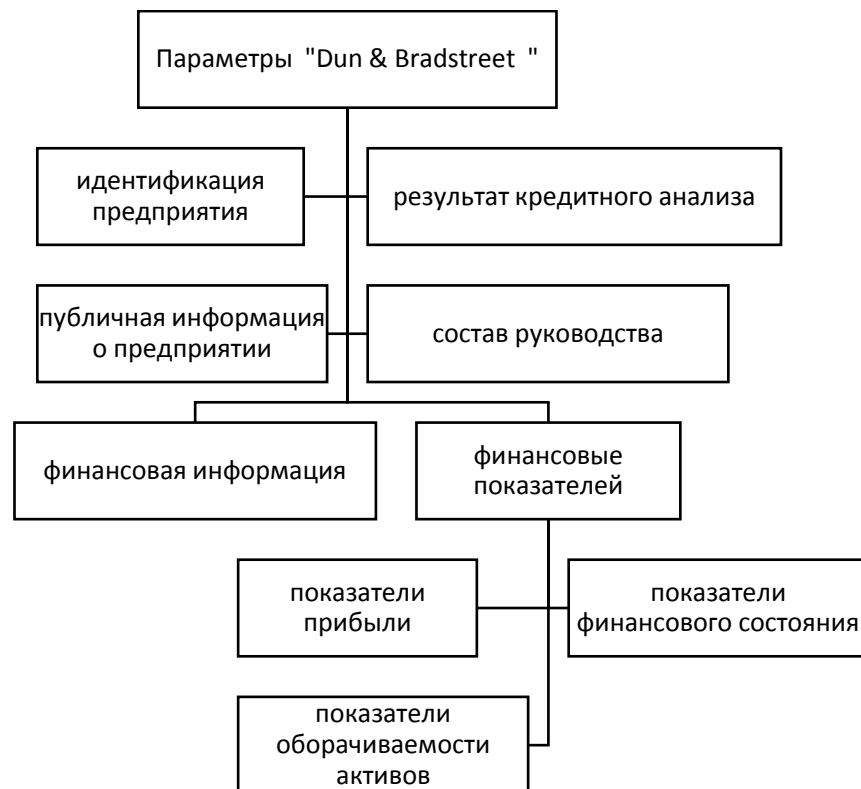 Параметры "Dun & Bradstreet "
идентификация
предприятия
результат кредитного анализа
публичная информация
о предприятии
состав руководства
финансовая информация
финансовые
показателей
показатели
прибыли
показатели
финансового состояния
показатели
оборачиваемости
активов